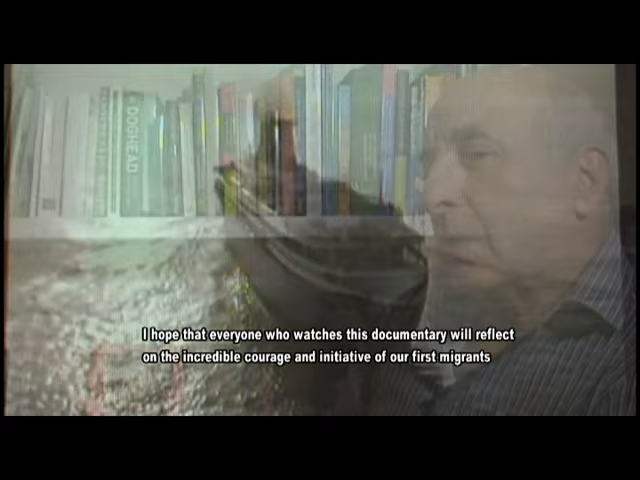 DOGHEAD
I hope that everyone who watches this documentary will reflect
on the incredible courage and initiative of our first migrants